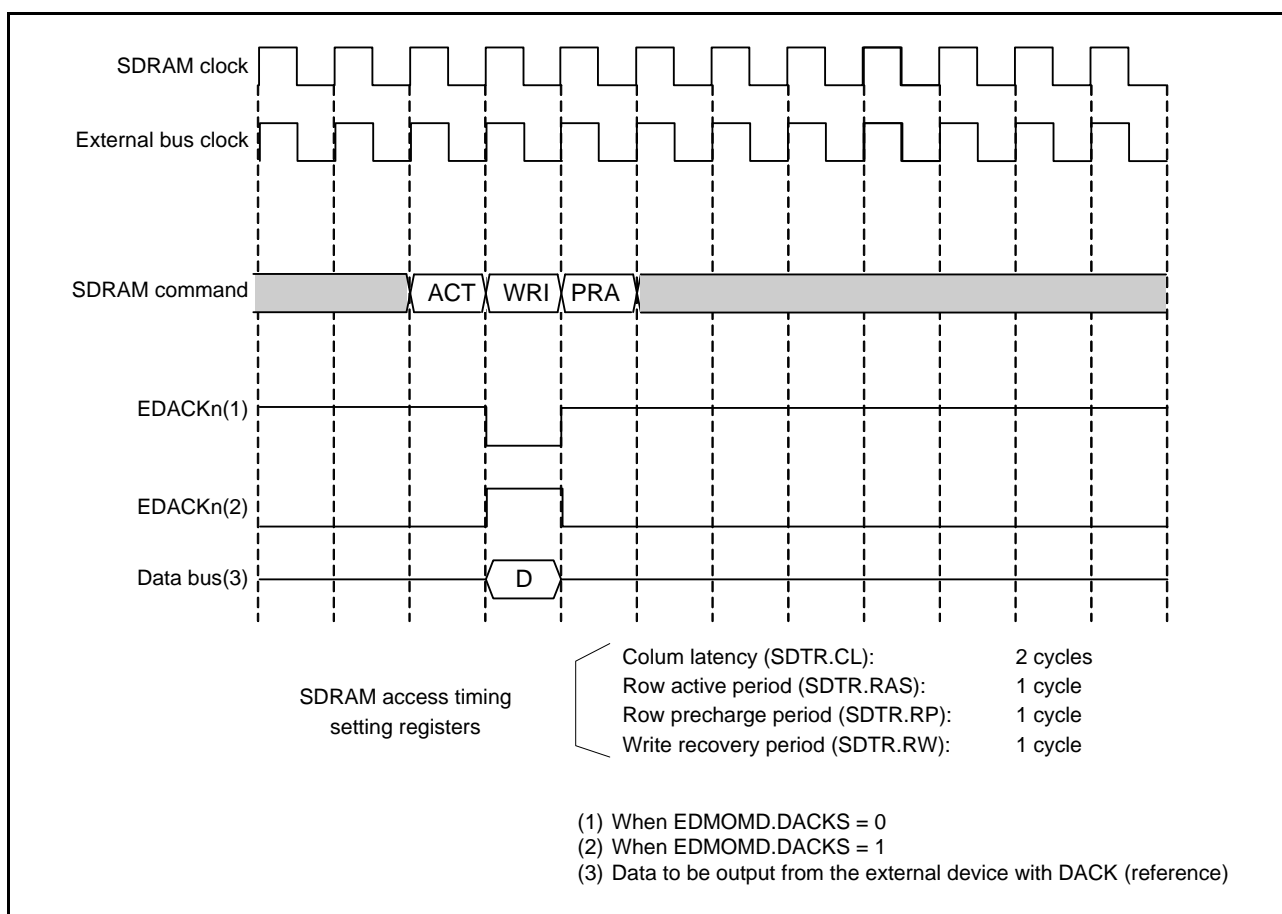 SDRAM clock
External bus clock
SDRAM command
ACT WRI PRA
EDACKn(1)
EDACKn(2)
Data bus(3)
D
SDRAM access timing
setting registers
Colum latency (SDTR.CL): 2 cycles
Row active period (SDTR.RAS): 1 cycle
Row precharge period (SDTR.RP): 1 cycle
Write recovery period (SDTR.RW): 1 cycle
(1) When EDMOMD.DACKS = 0
(2) When EDMOMD.DACKS = 1
(3) Data to be output from the external device with DACK (reference)